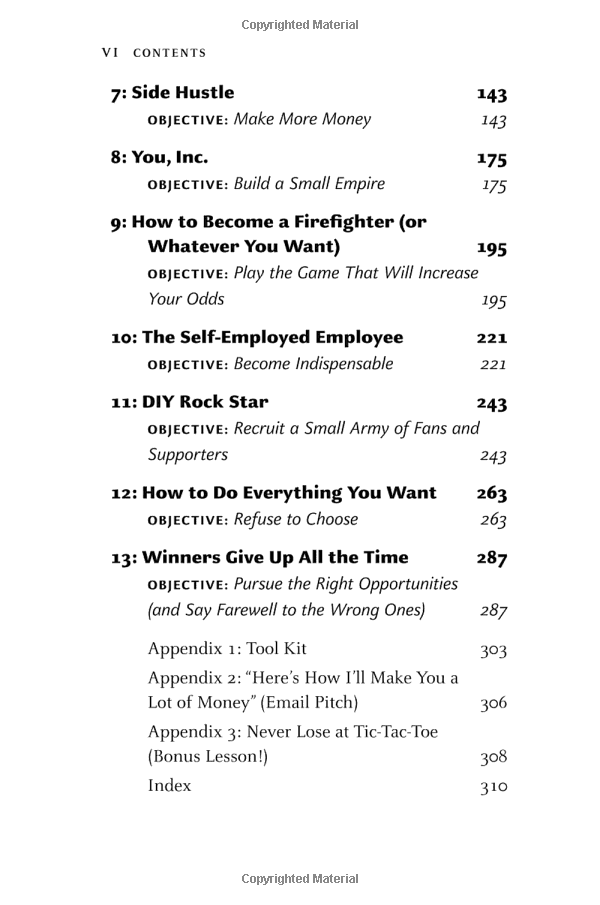 Copyrighted Material
VI CONTENTS
7: Side Hustle 143
OBJECTIVE: Make More Money 143
8: You, Inc. 175
OBJECTIVE: Build a Small Empire 175
9: How to Become a Firefighter (or
Whatever You Want) 195
OBJECTIVE: Play the Game That Will Increase
Your Odds 195
10: The Self-Employed Employee 221
OBJECTIVE: Become Indispensable 221
11: DIY Rock Star 243
OBJECTIVE: Recruit a Small Army of Fans and
Supporters 243
12: How to Do Everything You Want 263
OBJECTIVE: Refuse to Choose 263
13: Winners Give Up All the Time 287
OBJECTIVE: Pursue the Right Opportunities
(and Say Farewell to the Wrong Ones) 287
Appendix 1: Tool Kit 303
Appendix 2: “Here’s How I’ll Make You a
Lot of Money” (Email Pitch) 306
Appendix 3: Never Lose at Tic-Tac-Toe
(Bonus Lesson!) 308
Index 310
Copyrighted Material